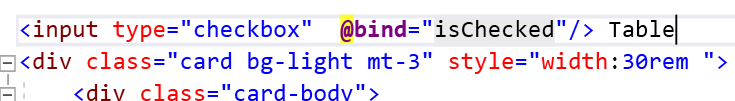 <input type="checkbox"  @bind="isChecked"/> Table
<div class="card bg-light mt-3" style="width:30rem ">
<div class="card-body">